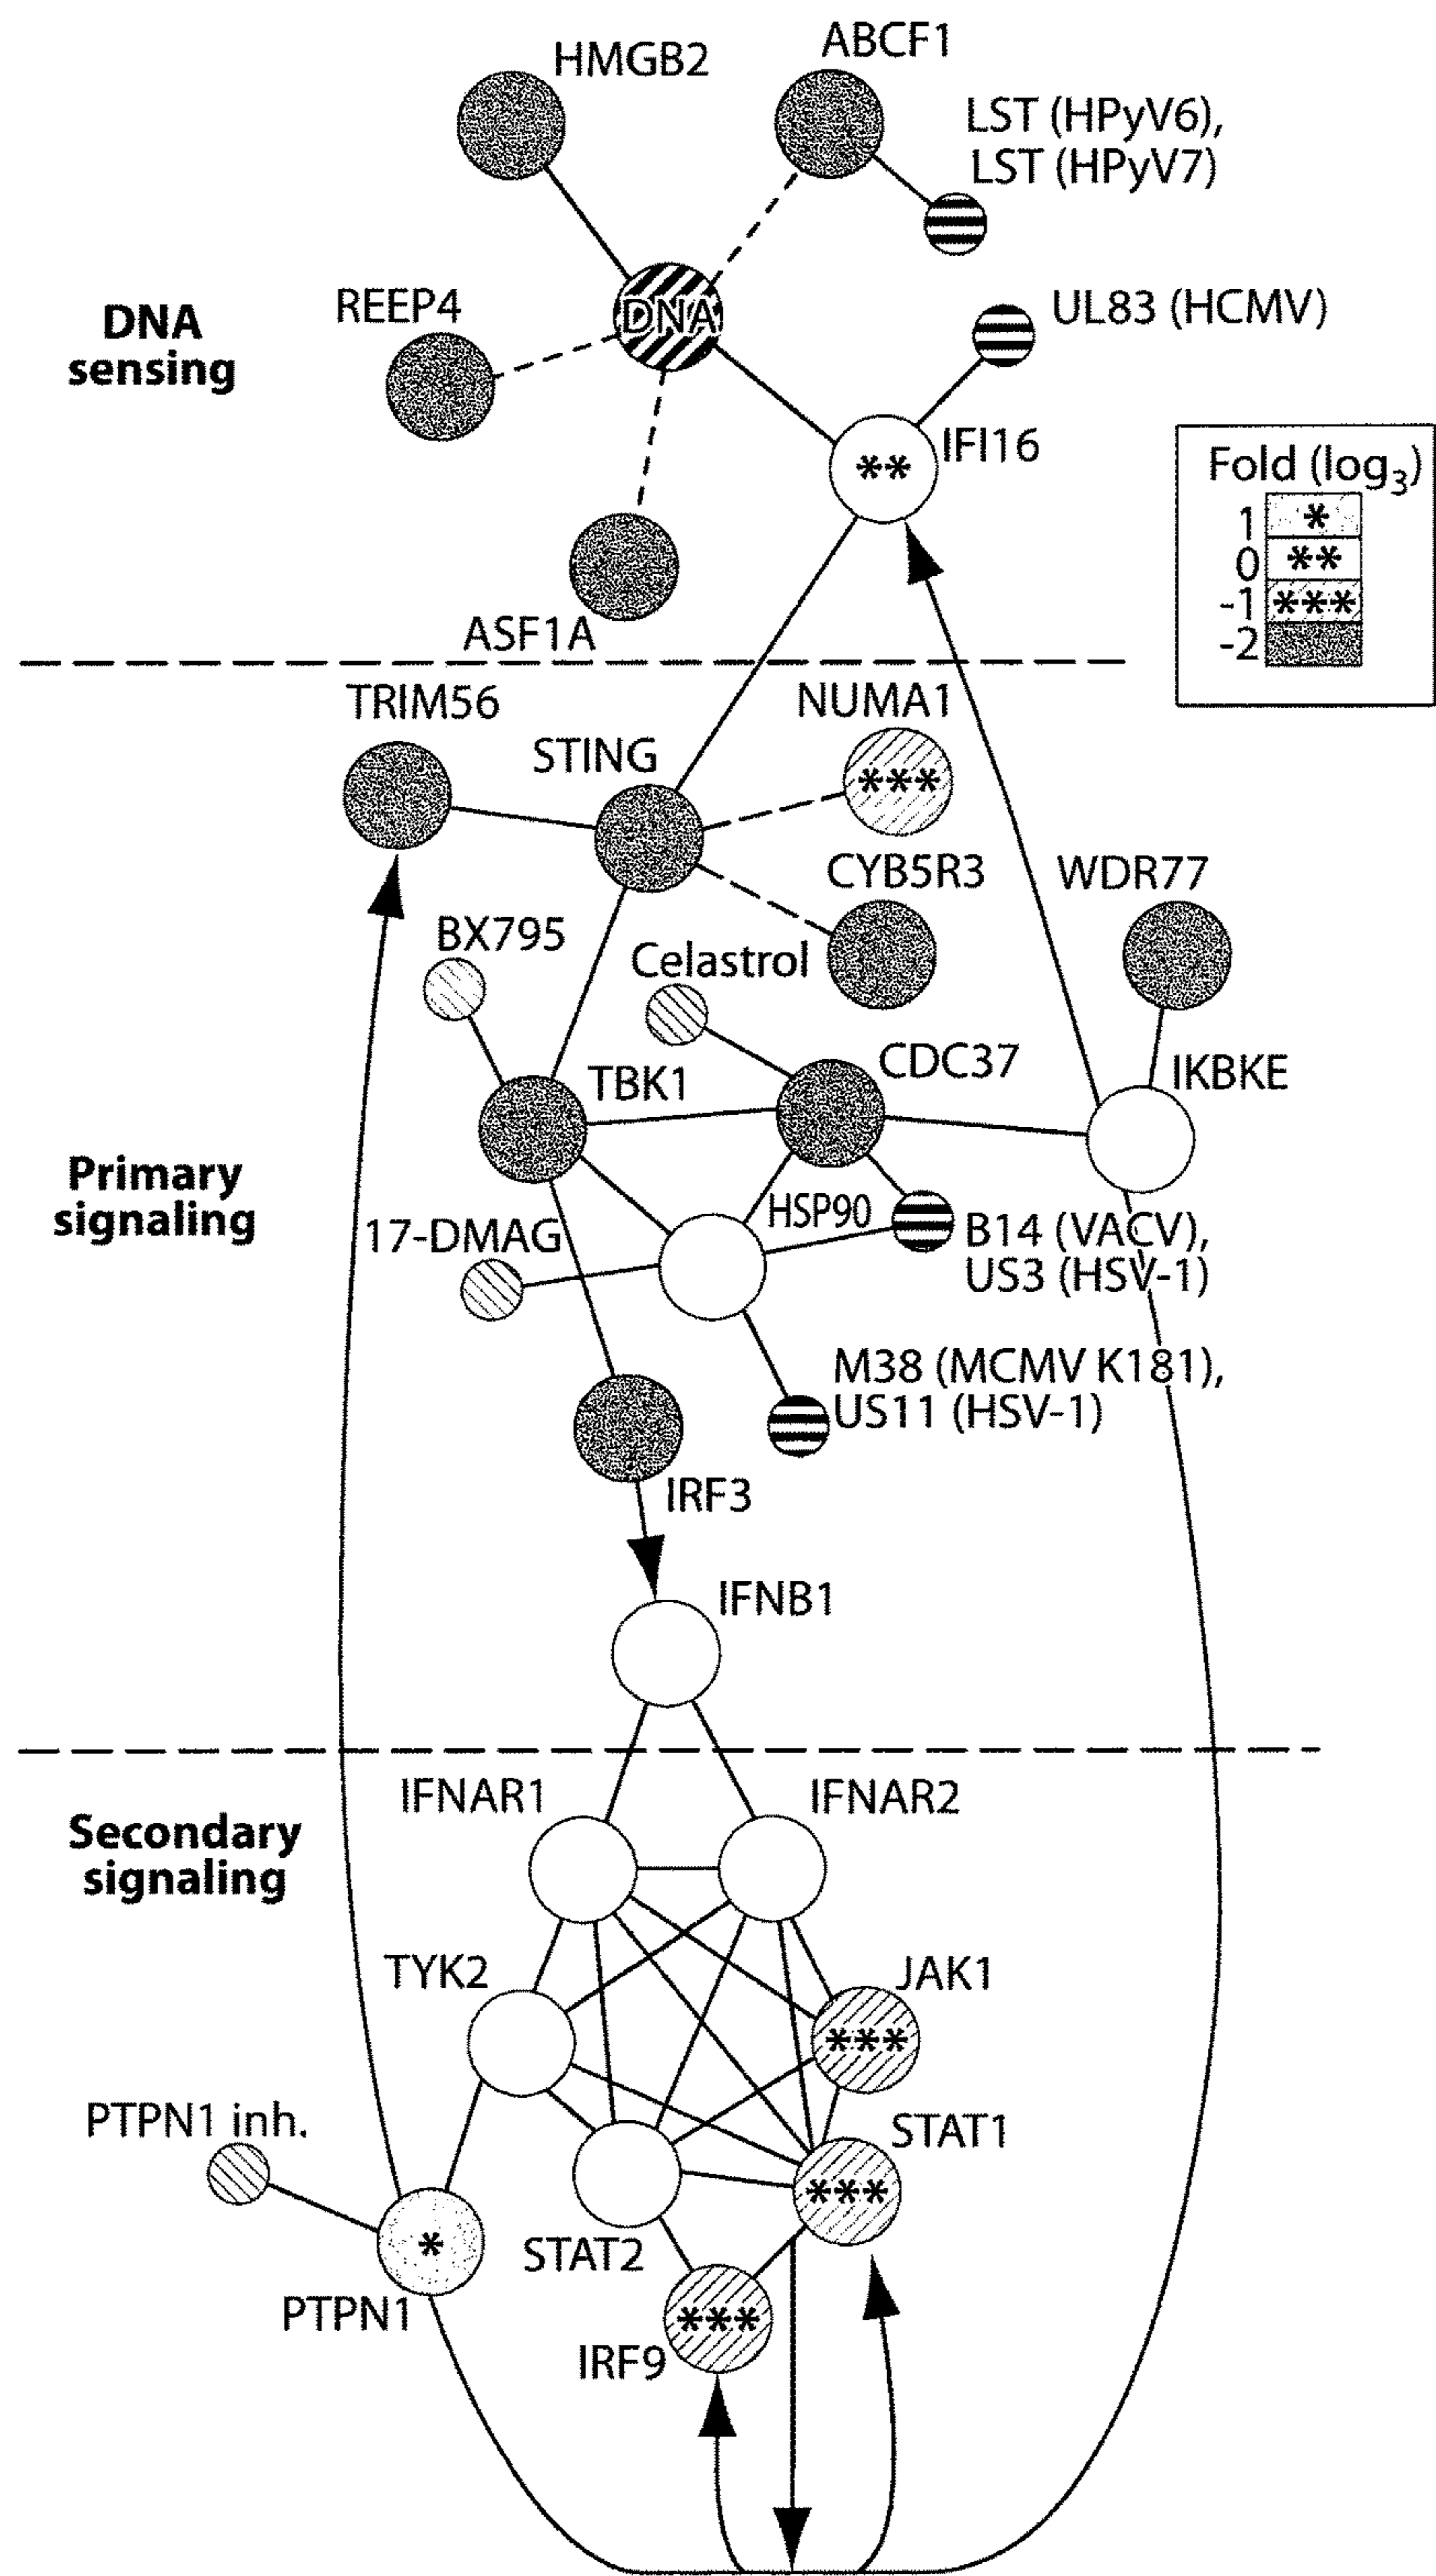 HMGB2
ABCF1
LST (HPyV6),
LST (HPyV7)
DNA
REEP4
UL83 (HCMV)
DNA
sensing
IFI16
**
Fold (log3)
1 *
0 **
-1 ***
-2
ASF1A
TRIM56
NUMA1
STING
***
CYB5R3
WDR77
BX795
Celastrol
CDC37
TBK1
IKBKE
Primary
signaling
HSP90
17-DMAG
B14 (VACV),
US3 (HSV-1)
M38 (MCMV K181),
US11 (HSV-1)
IRF3
IFNB1
IFNAR1
IFNAR2
Secondary
signaling
TYK2
JAK1
***
PTPN1 inh.
STAT1
***
*
STAT2
PTPN1
***
IRF9